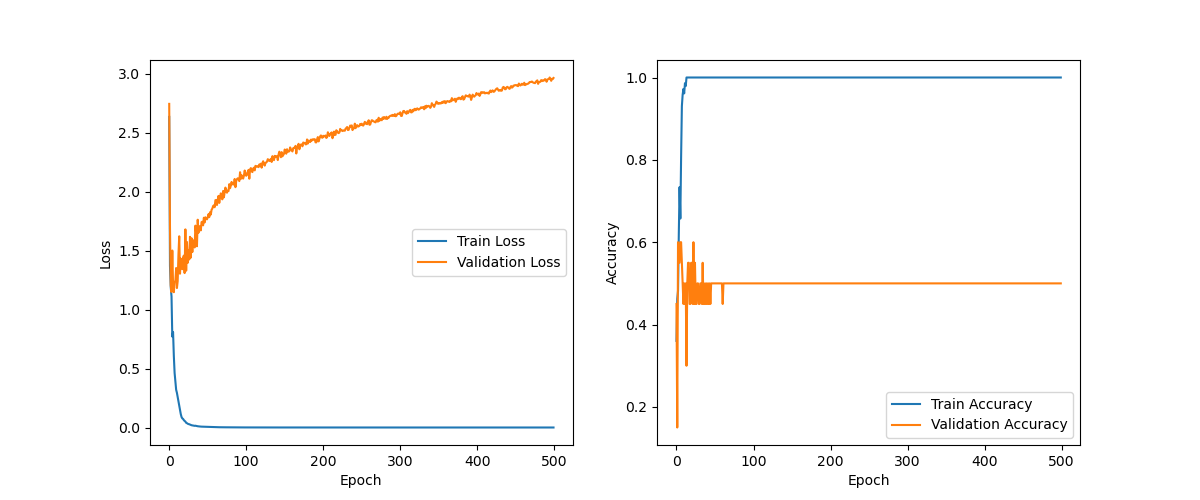 3.0
2.5
2.0
1.5
1.0
0.5
0.0
Loss
Train Loss
Validation Loss
0 100 200 300 400 500
Epoch
1.0
0.8
0.6
0.4
0.2
Accuracy
Train Accuracy
Validation Accuracy
0 100 200 300 400 500
Epoch